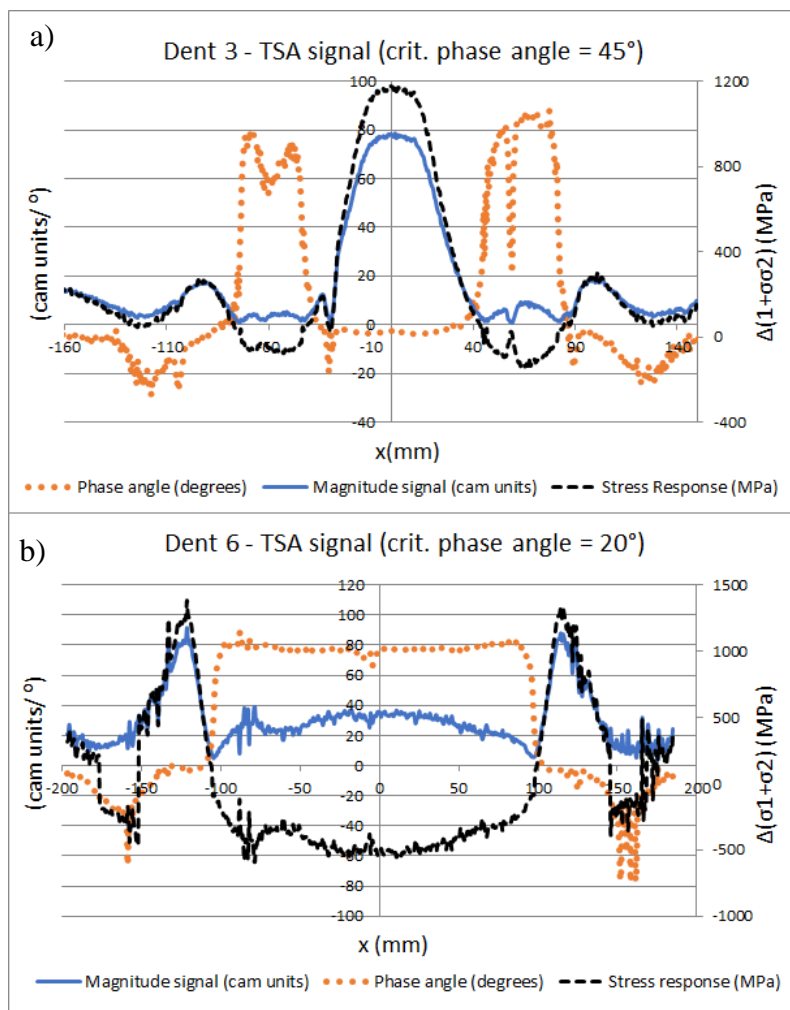 a)
Dent 3 - TSA signal (crit. phase angle = 45°)
100
80
60
40
20
0
-20
-40
1200
800
400
0
-400
-160
-110
-60
-10
40
90
140
(cam units/ °)
Δ(1+σσ2) (MPa)
x(mm)
Phase angle (degrees)
Magnitude signal (cam units)
Stress Response (MPa)
b)
Dent 6 - TSA signal (crit. phase angle = 20°)
120
100
80
60
40
20
0
-20
-40
-60
-80
-100
1500
1000
500
0
-500
-1000
-200
-150
-100
-50
0
50
100
150
200
(cam units/ °)
Δ(σ1+σ2) (MPa)
x (mm)
Magnitude signal (cam units)
Phase angle (degrees)
Stress response (MPa)